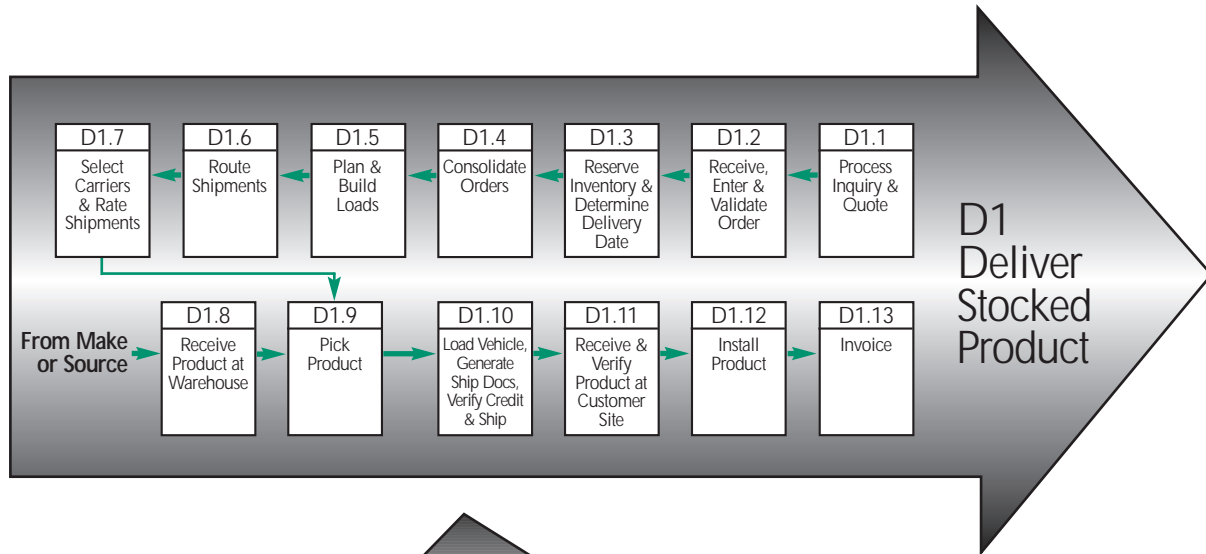 D1.7
Select
Carriers
& Rate
Shipments
D1.6
Route
Shipments
D1.5
Plan &
Build
Loads
D1.4
Consolidate
Orders
D1.3
Reserve
Inventory &
Determine
Delivery
Date
D1.2
Receive,
Enter &
Validate
Order
D1.1
Process
Inquiry &
Quote
D1
Deliver
Stocked
Product
From Make
or Source
D1.8
Receive
Product at
Warehouse
D1.9
Pick
Product
D1.10
Load Vehicle,
Generate
Ship Docs,
Verify Credit
& Ship
D1.11
Receive &
Verify
Product at
Customer
Site
D1.12
Install
Product
D1.13
Invoice